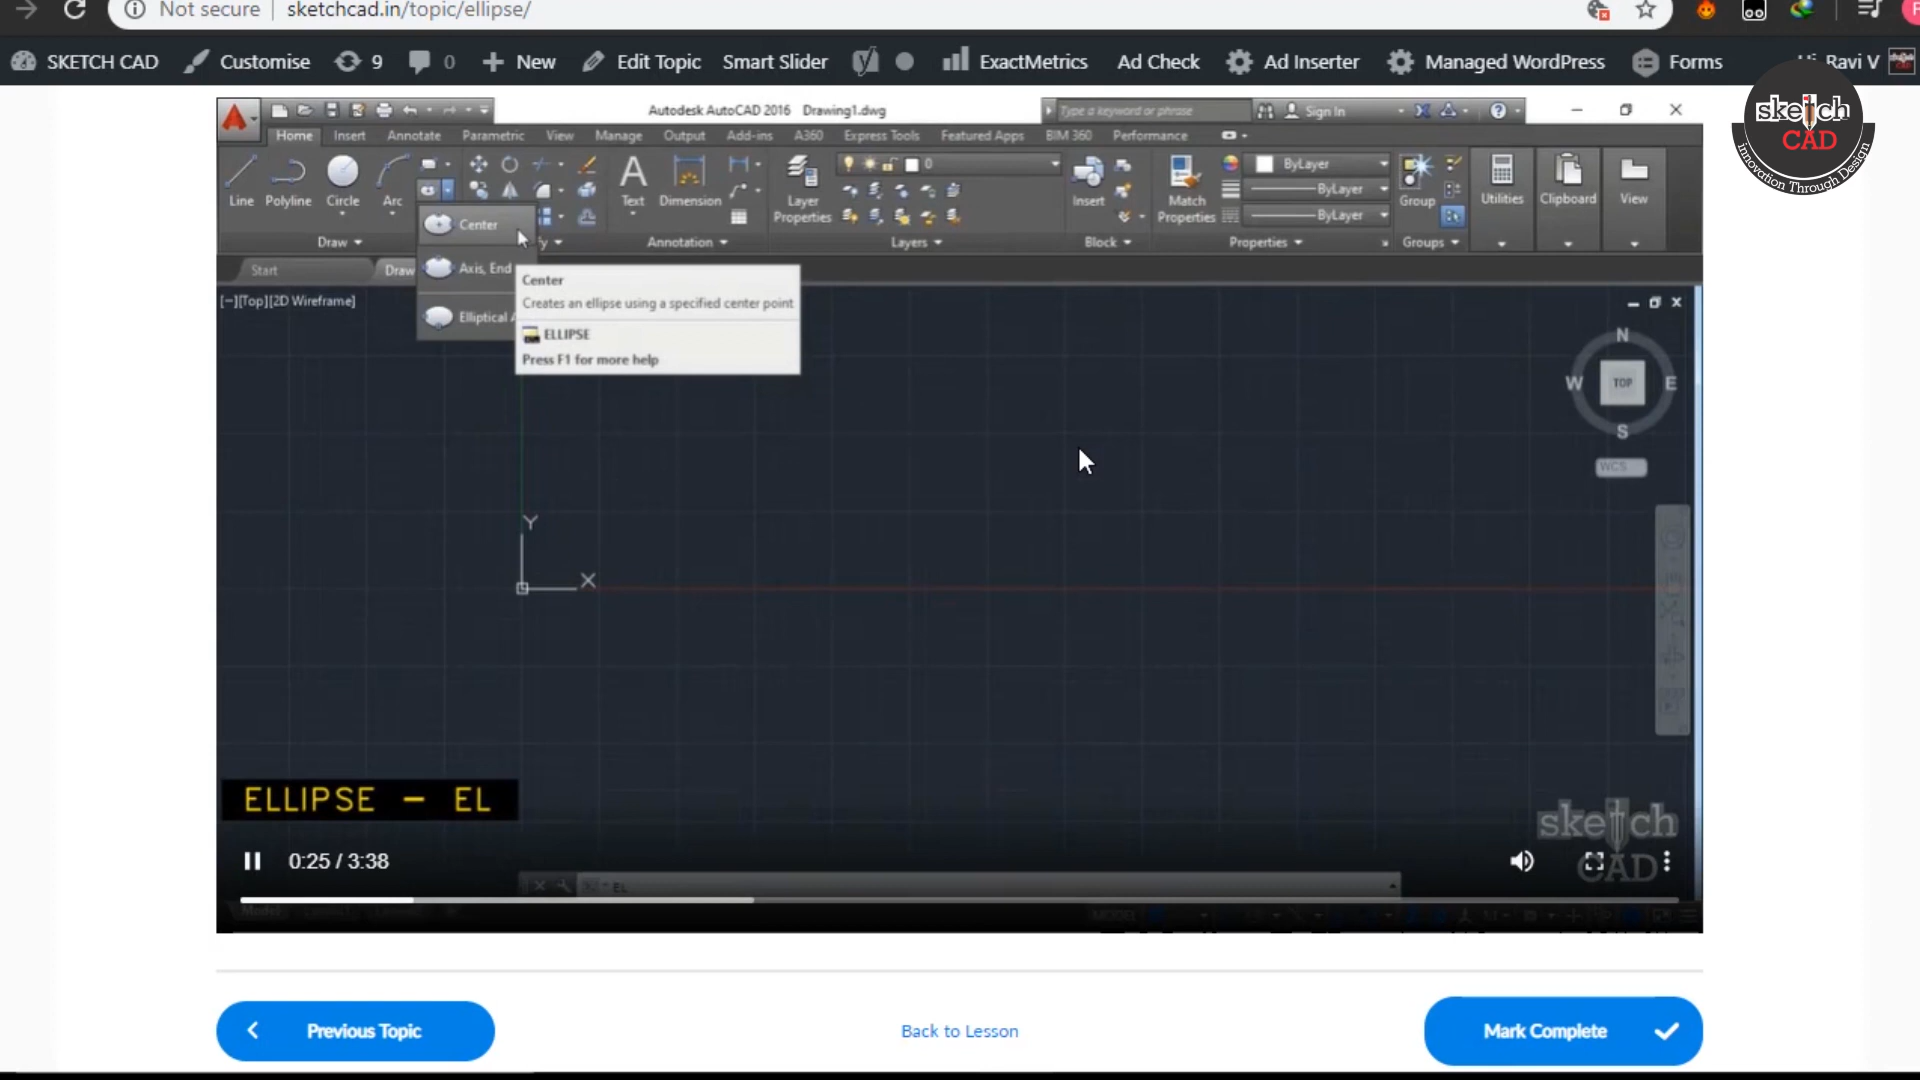 Not secure sketchcad.in/topic/ellipse/
SKETCH CAD Customise 9 0 New Edit Topic Smart Slider ExactMetrics Ad Check Ad Inserter Managed WordPress Forms Ravi V
sketch
CAD
innovation Through Design
Autodesk AutoCAD 2016 Drawing1.dwg
Type a keyword or phrase
Sign In
Home Insert Annotate Parametric View Manage Output Add-ins A360 Express Tools Featured Apps BIM 360 Performance
0
ByLayer
ByLayer
ByLayer
Line Polyline Circle Arc Text Dimension Layer Properties Insert Match Properties Group Utilities Clipboard View
Draw Annotation Layers Block Properties Groups
Center
Axis, End
Elliptical
Start
Draw
Center
Creates an ellipse using a specified center point
ELLIPSE
Press F1 for more help
[−][Top][2D Wireframe]
N
W TOP E
S
WCS
Y
X
ELLIPSE – EL
sketch
CAD
0:25 / 3:38
EL
Model
MODEL
Previous Topic
Back to Lesson
Mark Complete